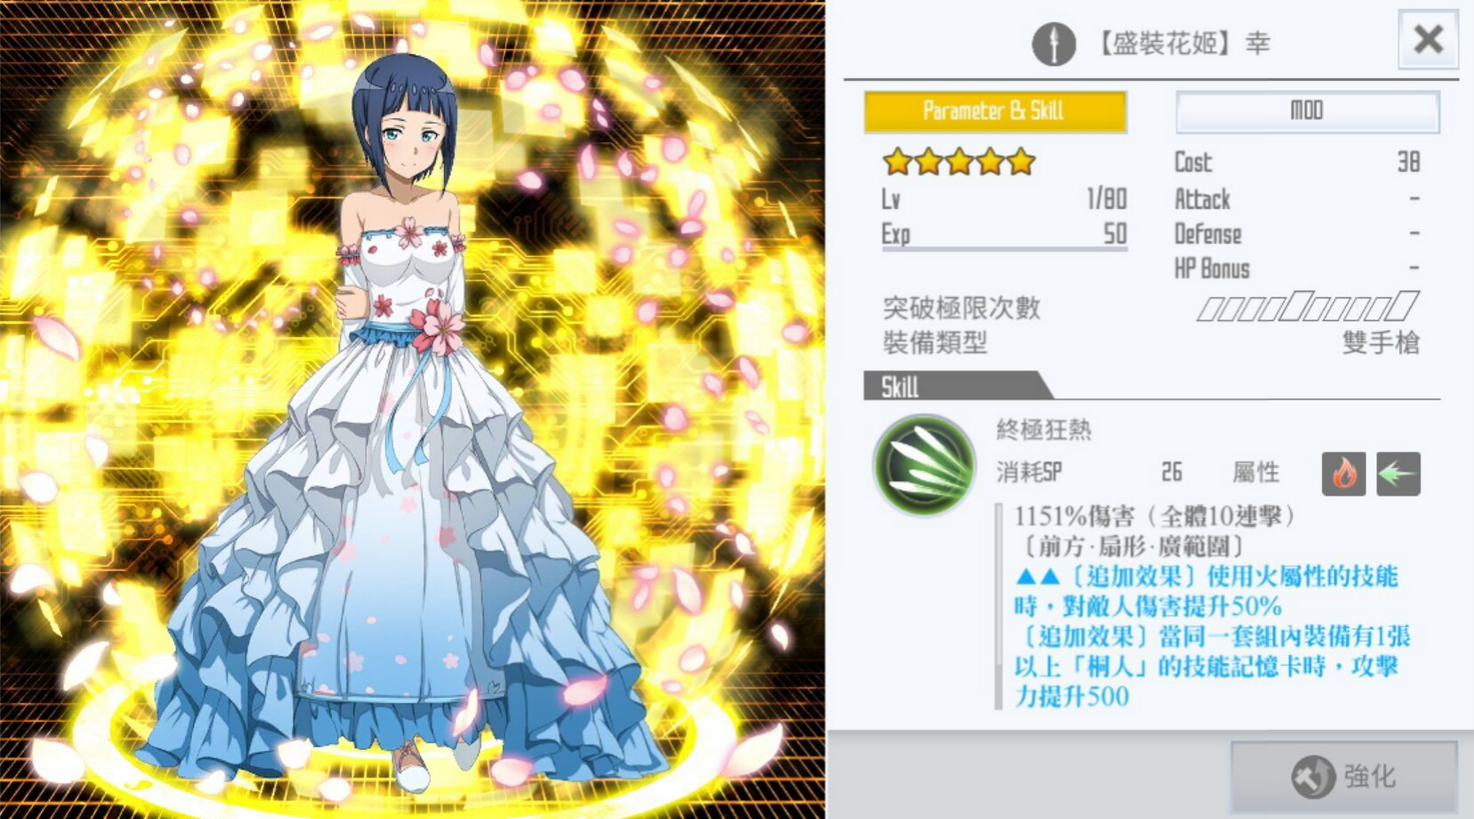 【盛裝花姬】幸
Parameter & Skill
MOD
Cost 38
Lv 1/80
Attack -
Exp 50
Defense -
HP Bonus -
突破極限次數
裝備類型 雙手槍
Skill
終極狂熱
消耗SP 26 屬性
1151%傷害（全體10連擊）
〔前方·扇形·廣範圍〕
▲▲〔追加效果〕使用火屬性的技能
時，對敵人傷害提升50%
〔追加效果〕當同一套組內裝備有1張
以上「桐人」的技能記憶卡時，攻擊
力提升500
強化